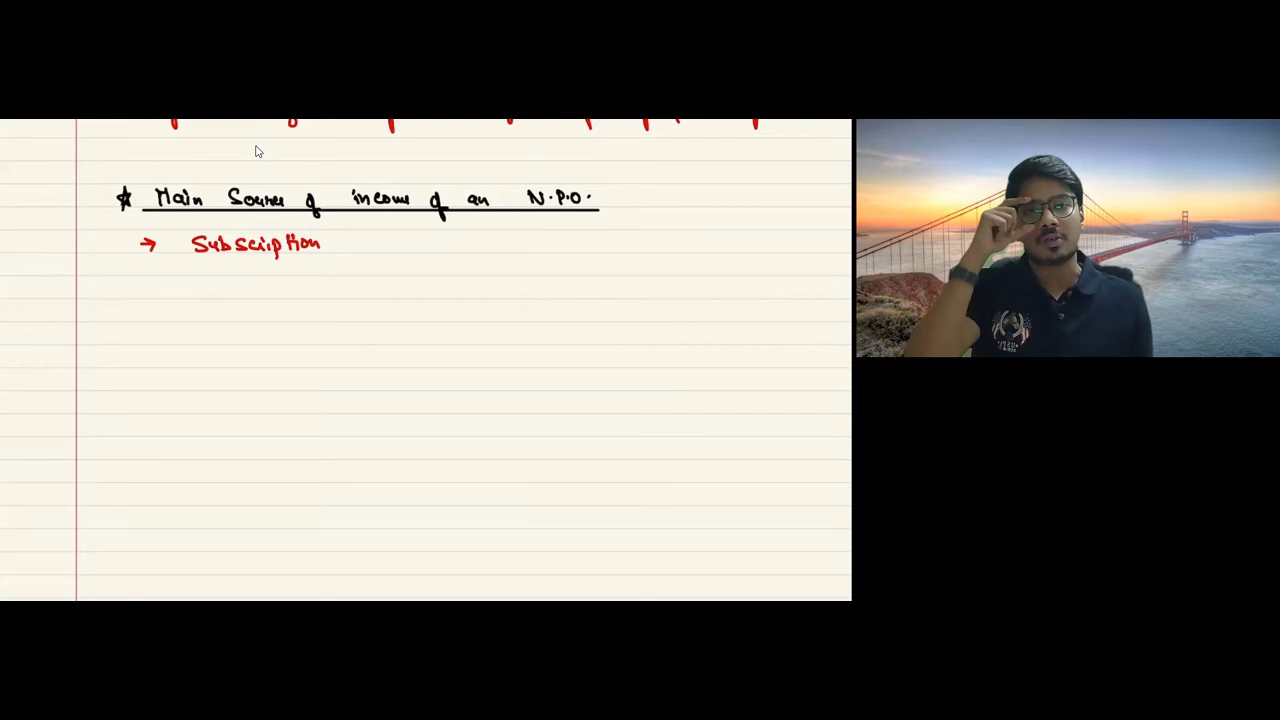 ★ Main Source of income of an N.P.O.
→ Subscription